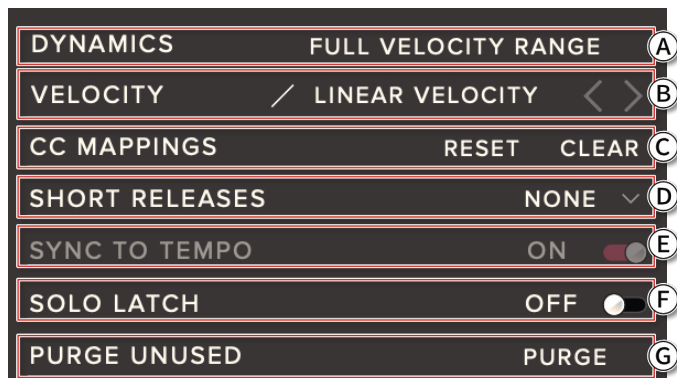 DYNAMICS FULL VELOCITY RANGE A
VELOCITY LINEAR VELOCITY B
CC MAPPINGS RESET CLEAR C
SHORT RELEASES NONE D
SYNC TO TEMPO ON E
SOLO LATCH OFF F
PURGE UNUSED PURGE G